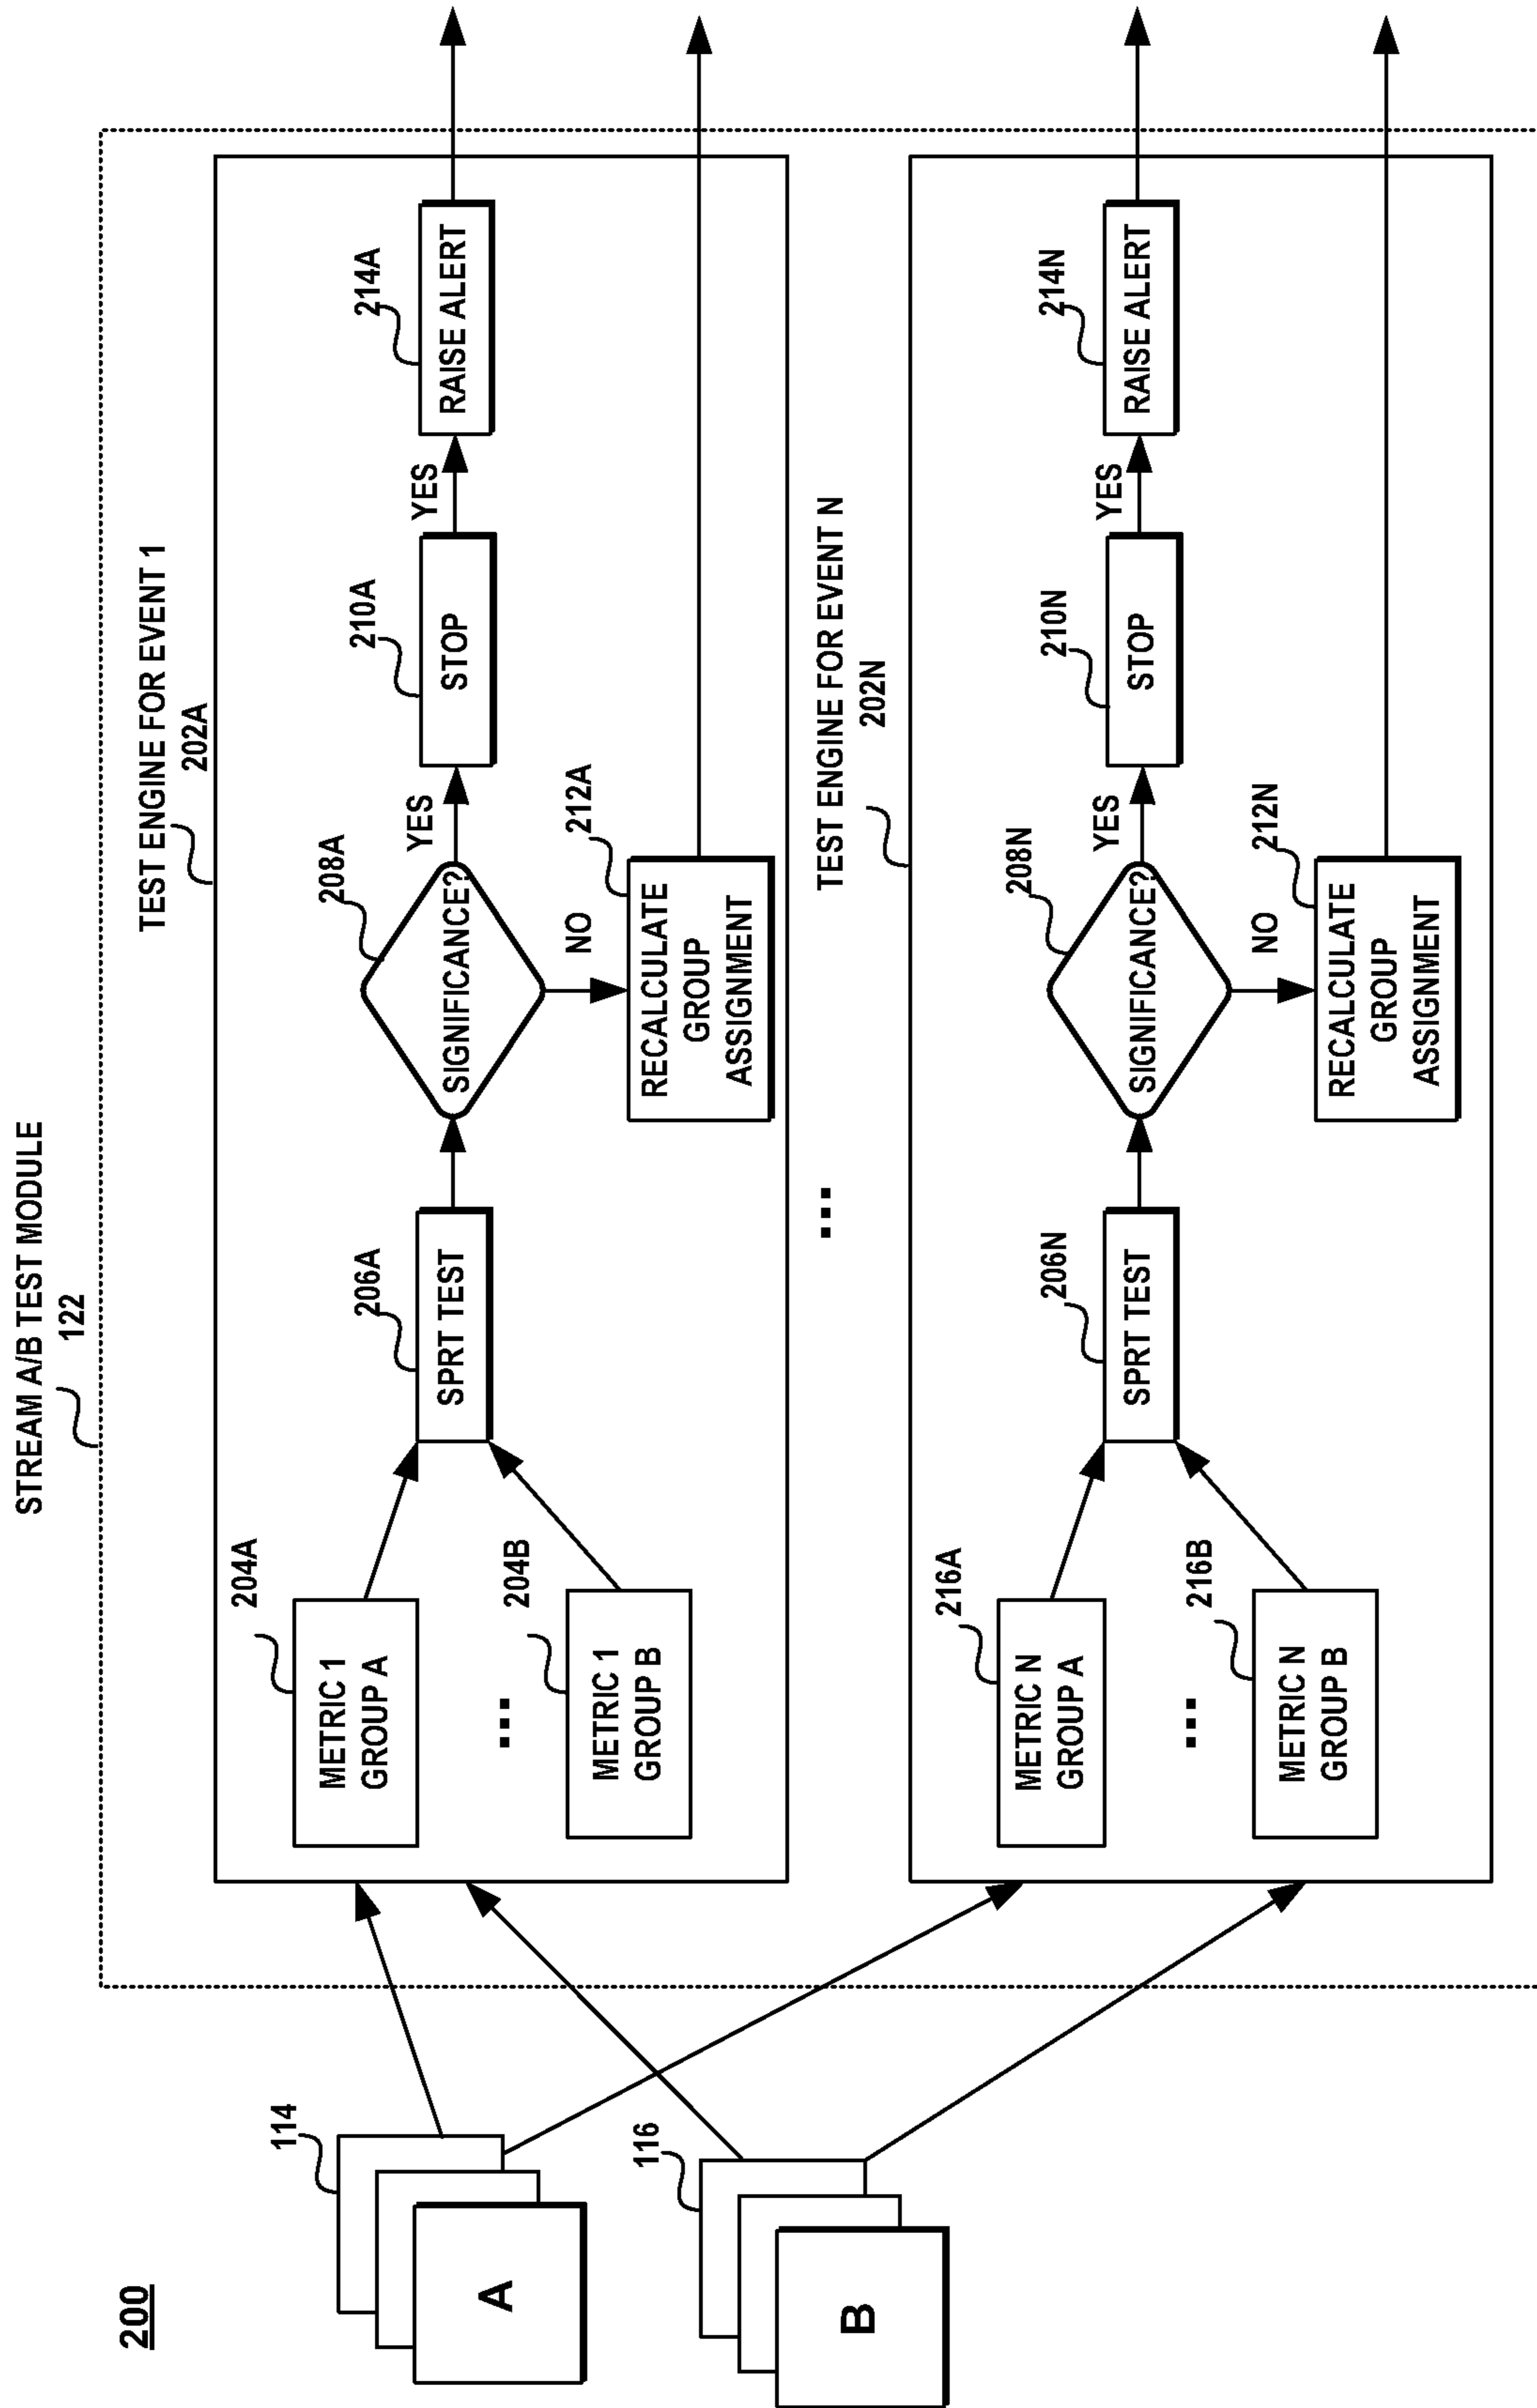 200
STREAM A/B TEST MODULE
122
114
A
116
B
TEST ENGINE FOR EVENT 1
202A
204A
METRIC 1
GROUP A
...
204B
METRIC 1
GROUP B
206A
SPRT TEST
208A
SIGNIFICANCE?
YES
210A
STOP
YES
214A
RAISE ALERT
NO
212A
RECALCULATE
GROUP
ASSIGNMENT
...
TEST ENGINE FOR EVENT N
202N
216A
METRIC N
GROUP A
...
216B
METRIC N
GROUP B
206N
SPRT TEST
208N
SIGNIFICANCE?
YES
210N
STOP
YES
214N
RAISE ALERT
NO
212N
RECALCULATE
GROUP
ASSIGNMENT